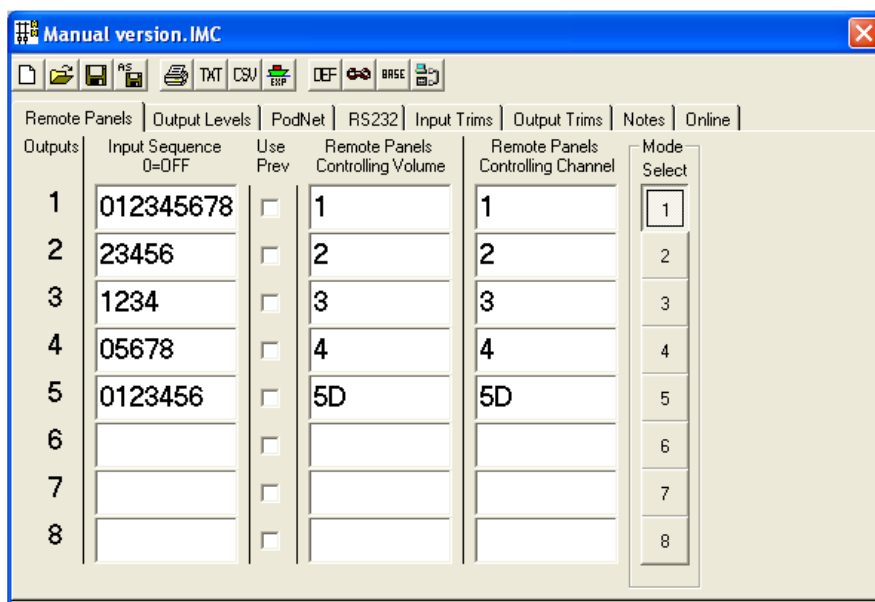 Manual version.IMC
AS TXT CSV EXP DEF BASE
Remote Panels Output Levels PodNet RS232 Input Trims Output Trims Notes Online
Outputs Input Sequence Use Remote Panels Remote Panels Mode
0=OFF Prev Controlling Volume Controlling Channel Select
1 012345678 1 1 1
2 23456 2 2 2
3 1234 3 3 3
4 05678 4 4 4
5 0123456 5D 5D 5
6 6
7 7
8 8